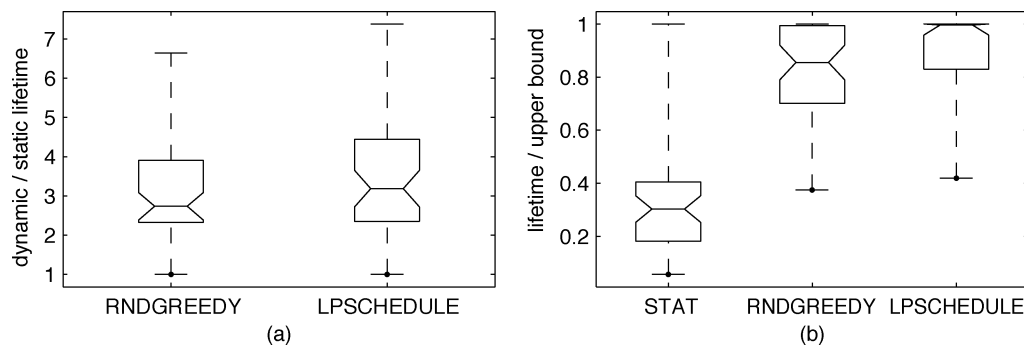 dynamic / static lifetime
7
6
5
4
3
2
1
RNDGREEDY LPSCHEDULE
(a)
lifetime / upper bound
1
0.8
0.6
0.4
0.2
STAT RNDGREEDY LPSCHEDULE
(b)